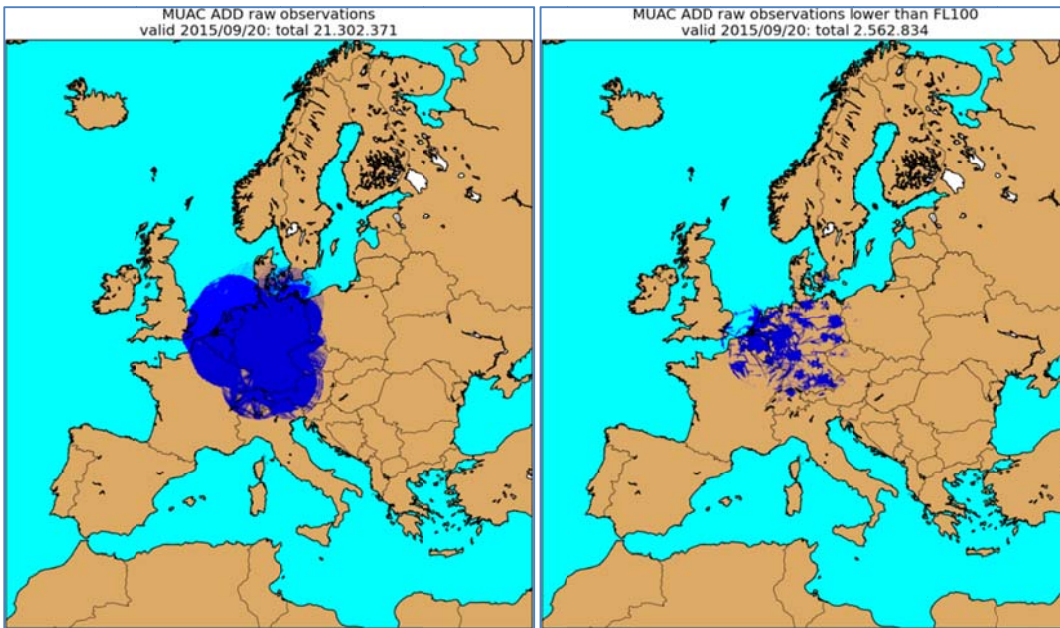 MUAC ADD raw observations
valid 2015/09/20: total 21.302.371
MUAC ADD raw observations lower than FL100
valid 2015/09/20: total 2.562.834